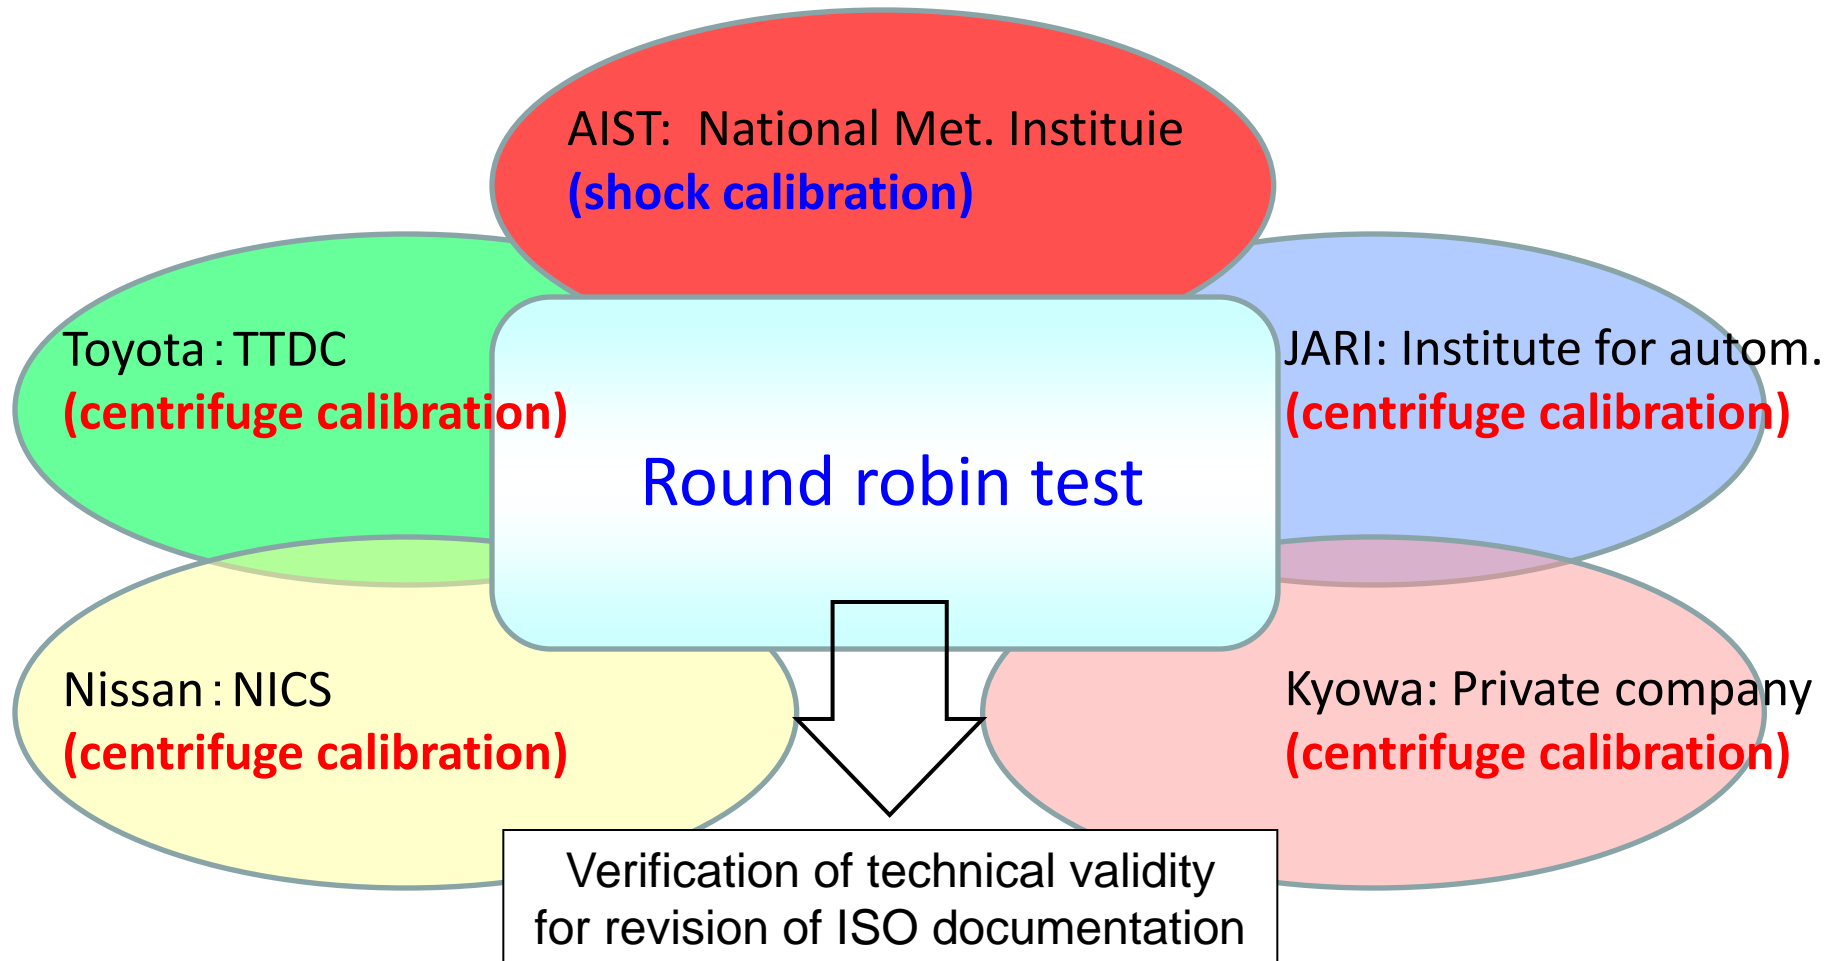 AIST: National Met. Instituie
(shock calibration)
Toyota：TTDC
(centrifuge calibration)
JARI: Institute for autom.
(centrifuge calibration)
Round robin test
Nissan：NICS
(centrifuge calibration)
Kyowa: Private company
(centrifuge calibration)
Verification of technical validity
for revision of ISO documentation